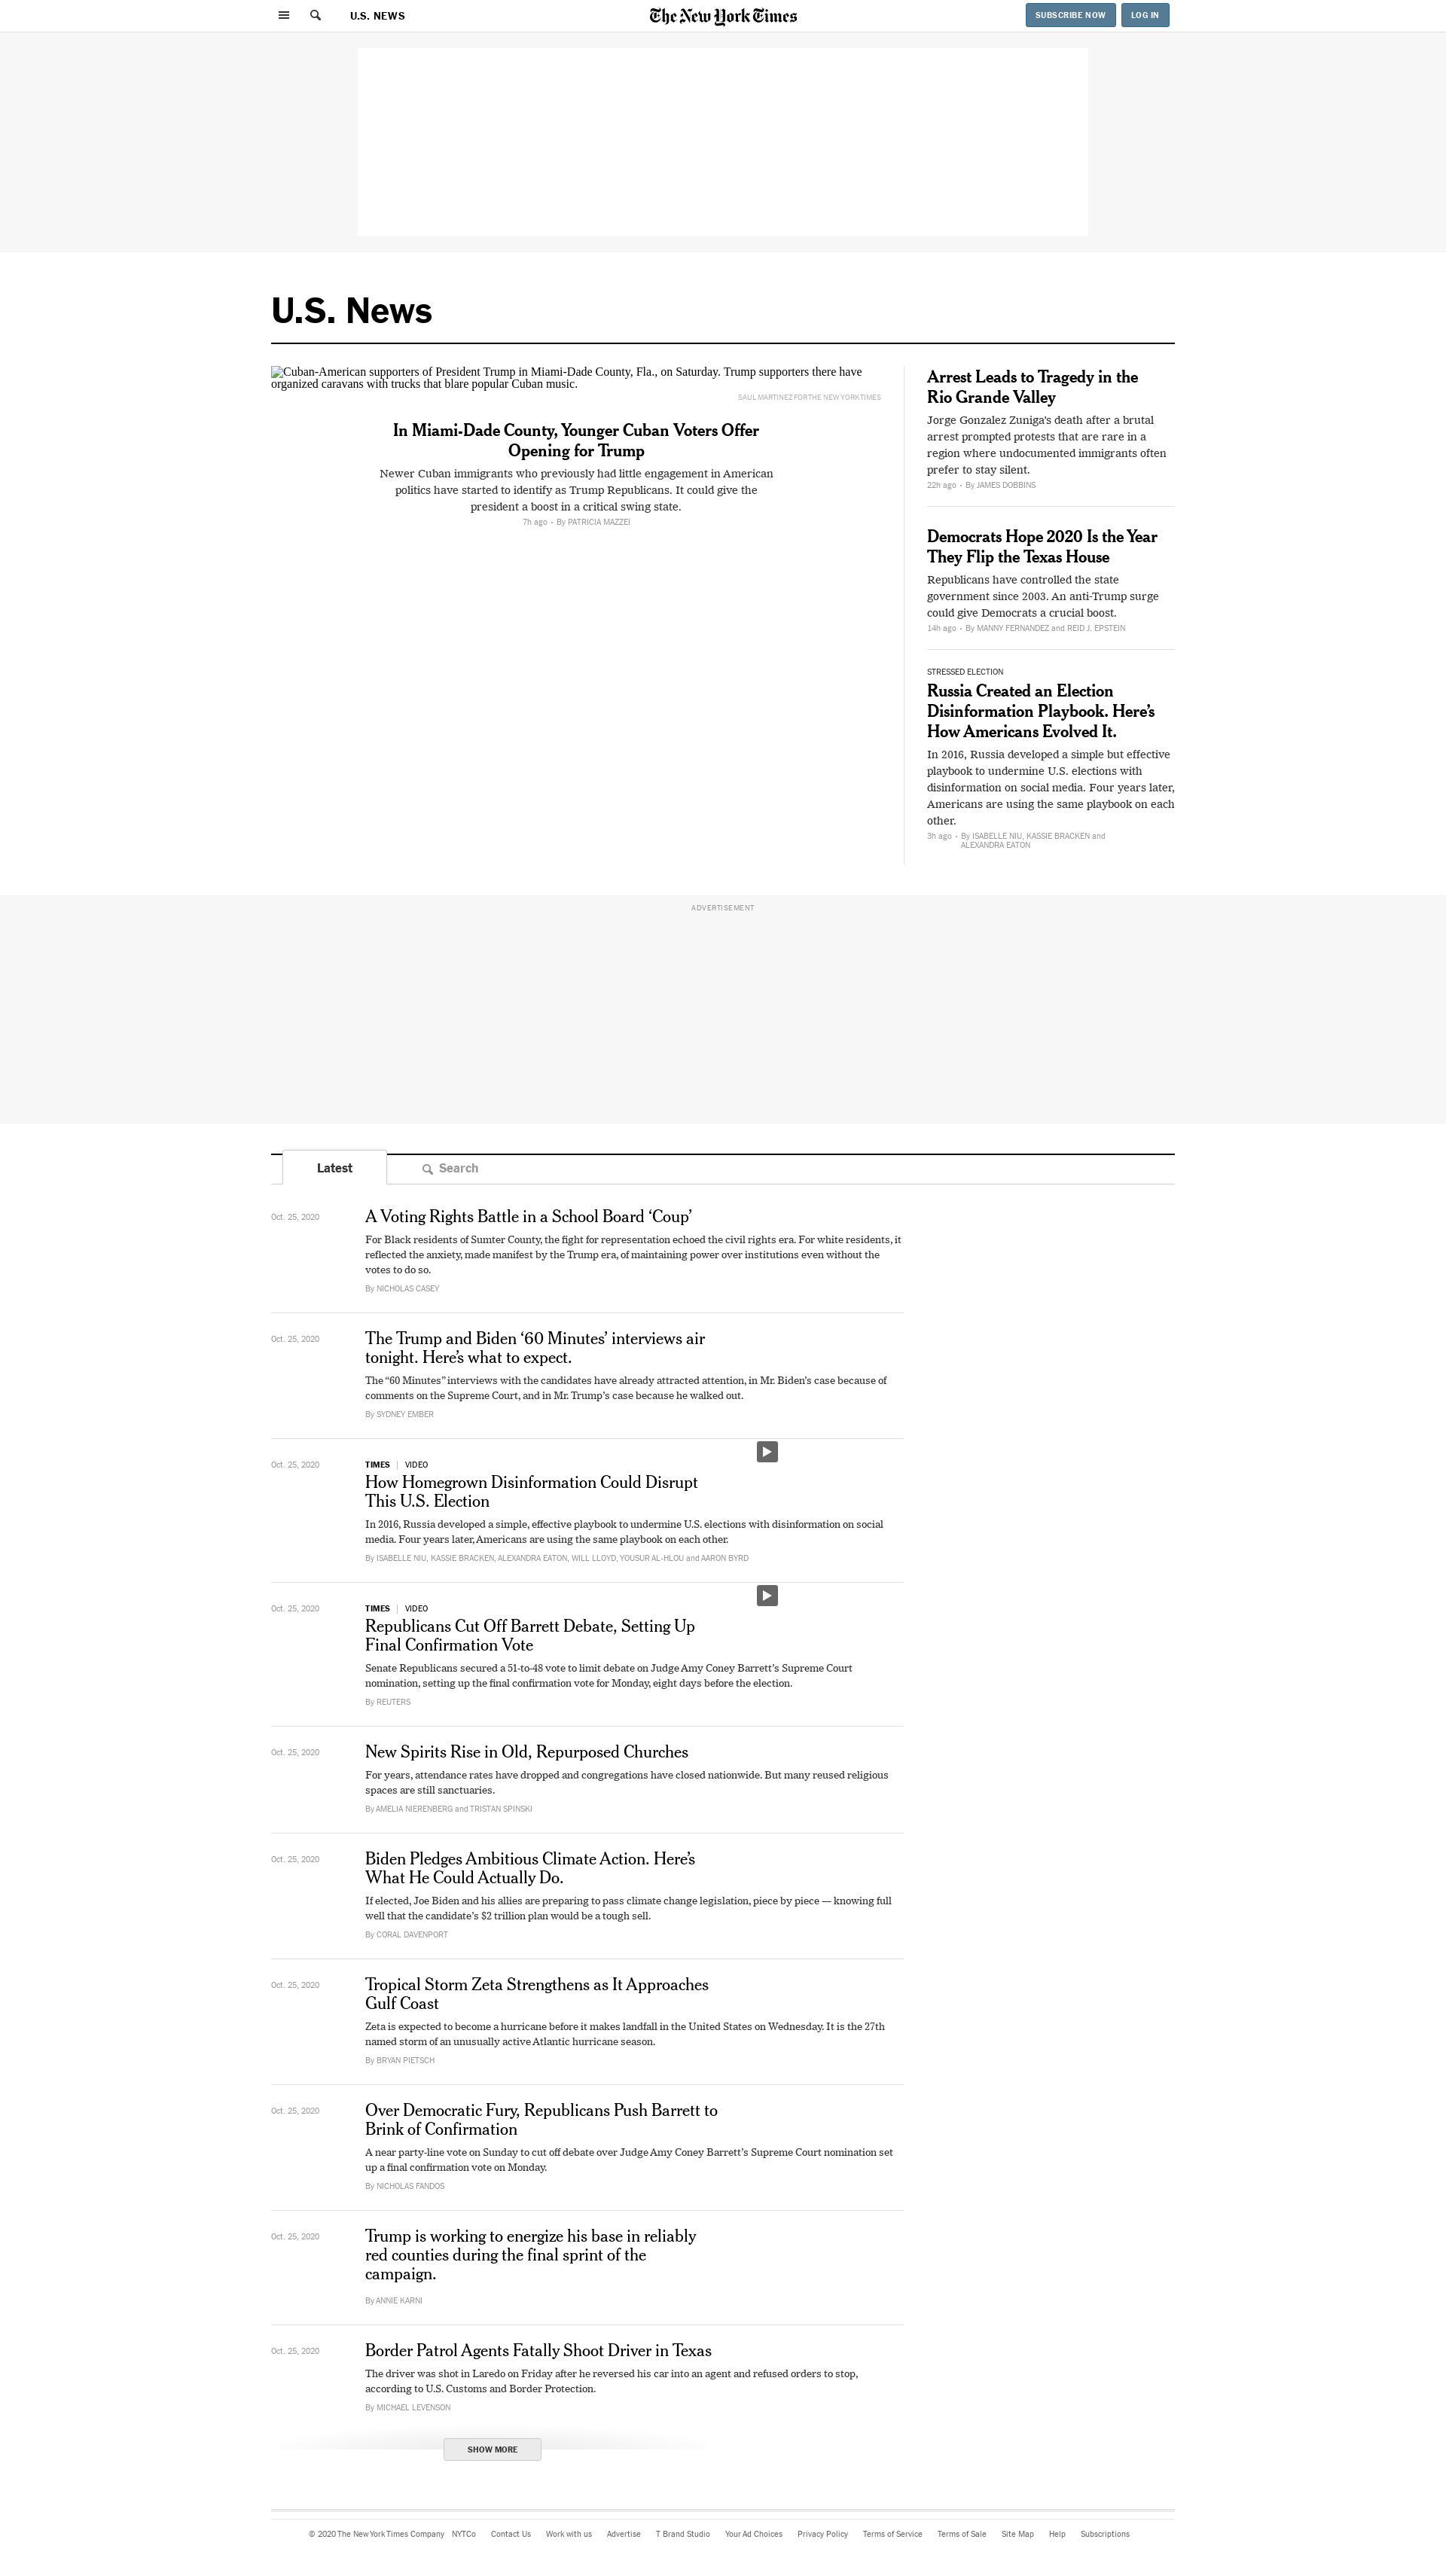 U.S. NEWS
The New York Times
SUBSCRIBE NOW
LOG IN
U.S. News
Cuban-American supporters of President Trump in Miami-Dade County, Fla., on Saturday. Trump supporters there have
organized caravans with trucks that blare popular Cuban music.
SAUL MARTINEZ FOR THE NEW YORK TIMES
In Miami-Dade County, Younger Cuban Voters Offer
Opening for Trump
Newer Cuban immigrants who previously had little engagement in American
politics have started to identify as Trump Republicans. It could give the
president a boost in a critical swing state.
7h ago • By PATRICIA MAZZEI
Arrest Leads to Tragedy in the
Rio Grande Valley
Jorge Gonzalez Zuniga’s death after a brutal
arrest prompted protests that are rare in a
region where undocumented immigrants often
prefer to stay silent.
22h ago • By JAMES DOBBINS
Democrats Hope 2020 Is the Year
They Flip the Texas House
Republicans have controlled the state
government since 2003. An anti-Trump surge
could give Democrats a crucial boost.
14h ago • By MANNY FERNANDEZ and REID J. EPSTEIN
STRESSED ELECTION
Russia Created an Election
Disinformation Playbook. Here’s
How Americans Evolved It.
In 2016, Russia developed a simple but effective
playbook to undermine U.S. elections with
disinformation on social media. Four years later,
Americans are using the same playbook on each
other.
3h ago • By ISABELLE NIU, KASSIE BRACKEN and
ALEXANDRA EATON
ADVERTISEMENT
Latest
Search
Oct. 25, 2020
A Voting Rights Battle in a School Board ‘Coup’
For Black residents of Sumter County, the fight for representation echoed the civil rights era. For white residents, it
reflected the anxiety, made manifest by the Trump era, of maintaining power over institutions even without the
votes to do so.
By NICHOLAS CASEY
Oct. 25, 2020
The Trump and Biden ‘60 Minutes’ interviews air
tonight. Here’s what to expect.
The “60 Minutes” interviews with the candidates have already attracted attention, in Mr. Biden’s case because of
comments on the Supreme Court, and in Mr. Trump’s case because he walked out.
By SYDNEY EMBER
Oct. 25, 2020
TIMES | VIDEO
How Homegrown Disinformation Could Disrupt
This U.S. Election
In 2016, Russia developed a simple, effective playbook to undermine U.S. elections with disinformation on social
media. Four years later, Americans are using the same playbook on each other.
By ISABELLE NIU, KASSIE BRACKEN, ALEXANDRA EATON, WILL LLOYD, YOUSUR AL-HLOU and AARON BYRD
Oct. 25, 2020
TIMES | VIDEO
Republicans Cut Off Barrett Debate, Setting Up
Final Confirmation Vote
Senate Republicans secured a 51-to-48 vote to limit debate on Judge Amy Coney Barrett’s Supreme Court
nomination, setting up the final confirmation vote for Monday, eight days before the election.
By REUTERS
Oct. 25, 2020
New Spirits Rise in Old, Repurposed Churches
For years, attendance rates have dropped and congregations have closed nationwide. But many reused religious
spaces are still sanctuaries.
By AMELIA NIERENBERG and TRISTAN SPINSKI
Oct. 25, 2020
Biden Pledges Ambitious Climate Action. Here’s
What He Could Actually Do.
If elected, Joe Biden and his allies are preparing to pass climate change legislation, piece by piece — knowing full
well that the candidate’s $2 trillion plan would be a tough sell.
By CORAL DAVENPORT
Oct. 25, 2020
Tropical Storm Zeta Strengthens as It Approaches
Gulf Coast
Zeta is expected to become a hurricane before it makes landfall in the United States on Wednesday. It is the 27th
named storm of an unusually active Atlantic hurricane season.
By BRYAN PIETSCH
Oct. 25, 2020
Over Democratic Fury, Republicans Push Barrett to
Brink of Confirmation
A near party-line vote on Sunday to cut off debate over Judge Amy Coney Barrett’s Supreme Court nomination set
up a final confirmation vote on Monday.
By NICHOLAS FANDOS
Oct. 25, 2020
Trump is working to energize his base in reliably
red counties during the final sprint of the
campaign.
By ANNIE KARNI
Oct. 25, 2020
Border Patrol Agents Fatally Shoot Driver in Texas
The driver was shot in Laredo on Friday after he reversed his car into an agent and refused orders to stop,
according to U.S. Customs and Border Protection.
By MICHAEL LEVENSON
SHOW MORE
© 2020 The New York Times Company NYTCo Contact Us Work with us Advertise T Brand Studio Your Ad Choices Privacy Policy Terms of Service Terms of Sale Site Map Help Subscriptions